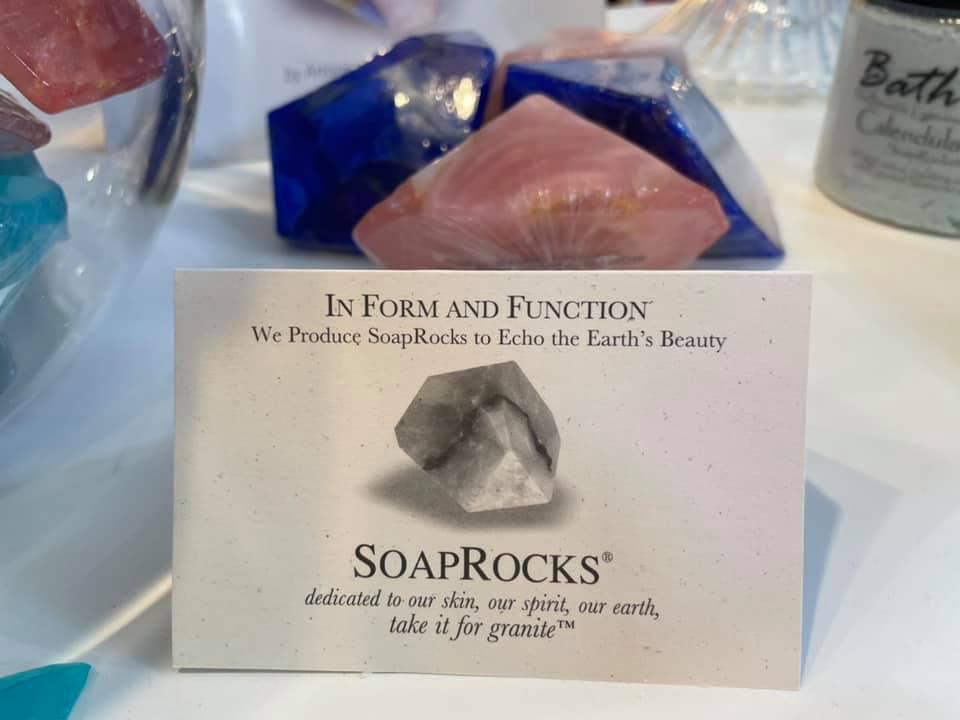 Bath
Calendula
IN FORM AND FUNCTION
We Produce SoapRocks to Echo the Earth's Beauty
SOAPROCKS®
dedicated to our skin, our spirit, our earth,
take it for granite™